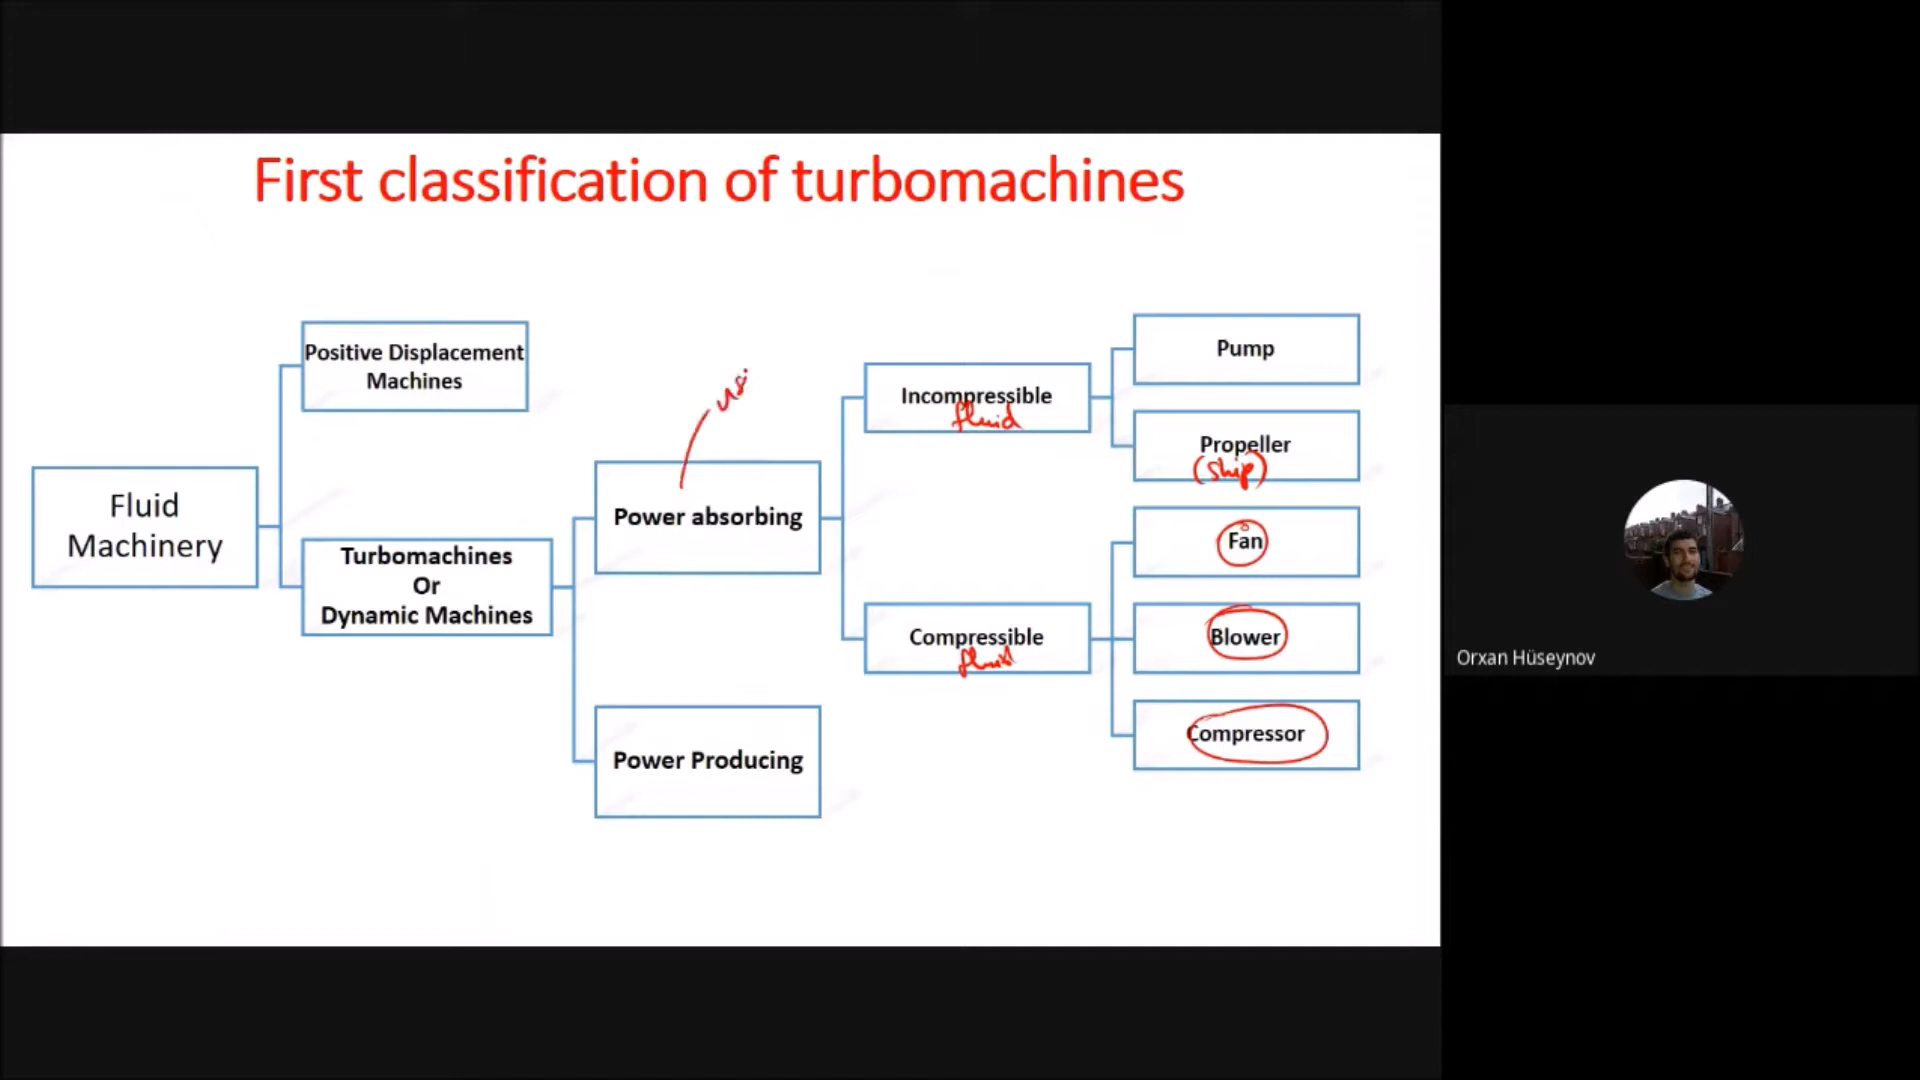 First classification of turbomachines
Fluid
Machinery
Positive Displacement
Machines
Turbomachines
Or
Dynamic Machines
Power absorbing
usi
Power Producing
Incompressible
fluid
Compressible
fluid
Pump
Propeller
(ship)
Fan
Blower
Compressor
Orxan Hüseynov